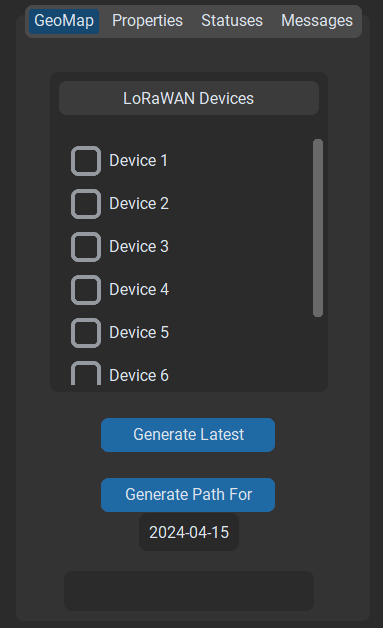 GeoMap Properties Statuses Messages
LoRaWAN Devices
Device 1
Device 2
Device 3
Device 4
Device 5
Device 6
Generate Latest
Generate Path For
2024-04-15